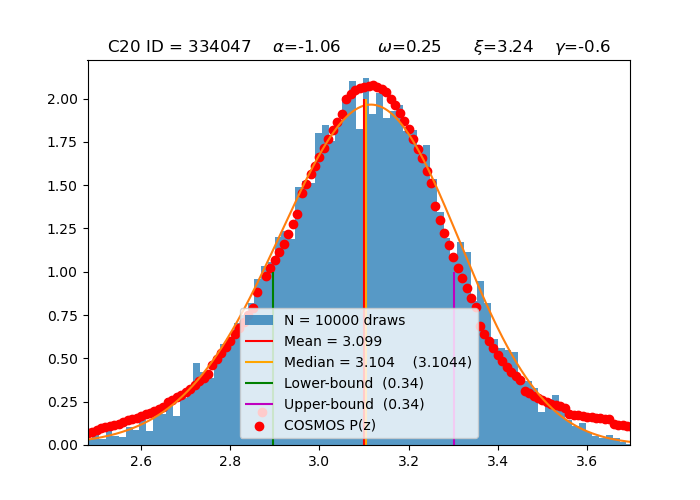 C20 ID = 334047 α=-1.06 ω=0.25 ξ=3.24 γ=-0.6
2.00
1.75
1.50
1.25
1.00
0.75
0.50
0.25
0.00
N = 10000 draws
Mean = 3.099
Median = 3.104 (3.1044)
Lower-bound (0.34)
Upper-bound (0.34)
COSMOS P(z)
2.6 2.8 3.0 3.2 3.4 3.6